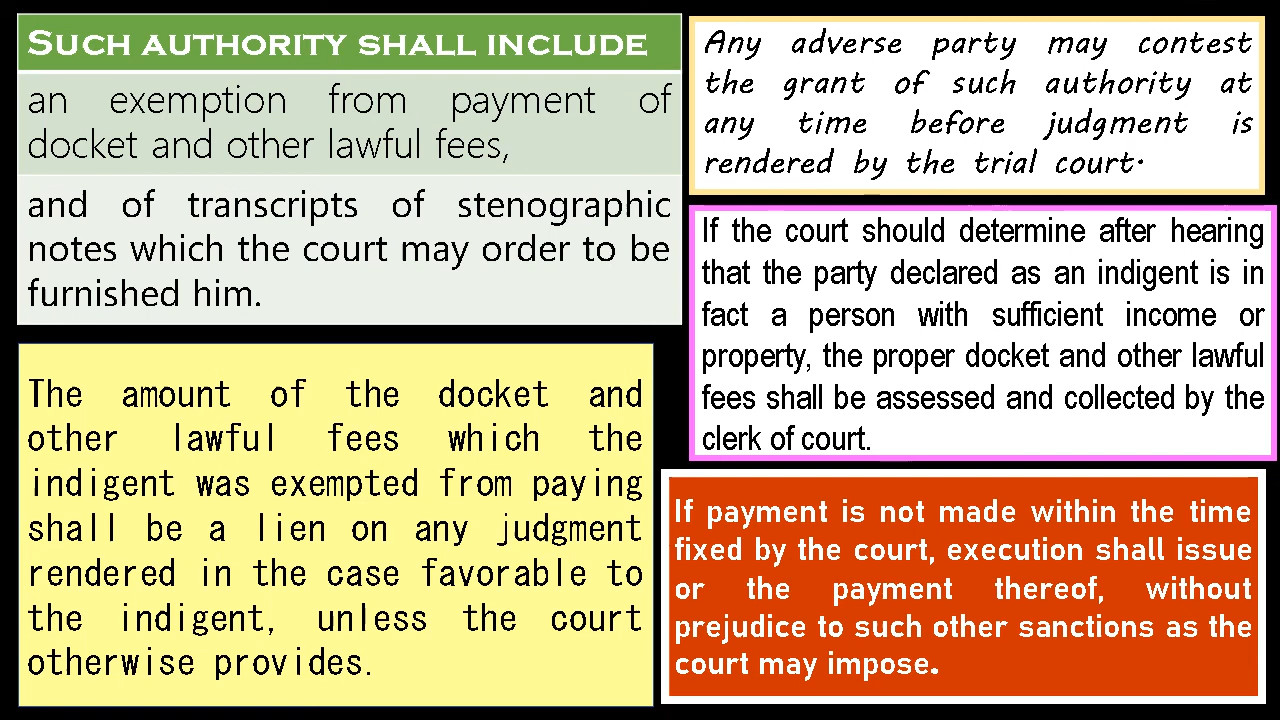 SUCH AUTHORITY SHALL INCLUDE
an exemption from payment of
docket and other lawful fees,
and of transcripts of stenographic
notes which the court may order to be
furnished him.
The amount of the docket and
other lawful fees which the
indigent was exempted from paying
shall be a lien on any judgment
rendered in the case favorable to
the indigent, unless the court
otherwise provides.
Any adverse party may contest
the grant of such authority at
any time before judgment is
rendered by the trial court.
If the court should determine after hearing
that the party declared as an indigent is in
fact a person with sufficient income or
property, the proper docket and other lawful
fees shall be assessed and collected by the
clerk of court.
If payment is not made within the time
fixed by the court, execution shall issue
or the payment thereof, without
prejudice to such other sanctions as the
court may impose.